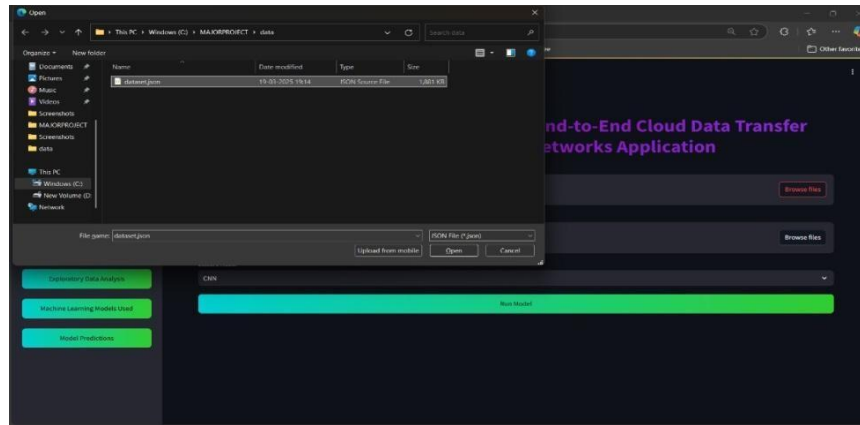 Open
This PC > Windows (C:) > MAJORPROJECT > data
Search data
Organize
New folder
Documents
Pictures
Music
Videos
Screenshots
MAJORPROJECT
Screenshots
data
This PC
Windows (C:)
New Volume (D:
Network
Name
Date modified
Type
Size
dataset.json
19-03-2025 19:14
JSON Source File
1,801 KB
File name:
dataset.json
JSON File (*.json)
Upload from mobile
Open
Cancel
Other favorite
nd-to-End Cloud Data Transfer
etworks Application
Browse files
Browse files
CNN
Run Model
Exploratory Data Analysis
Machine Learning Models Used
Model Predictions